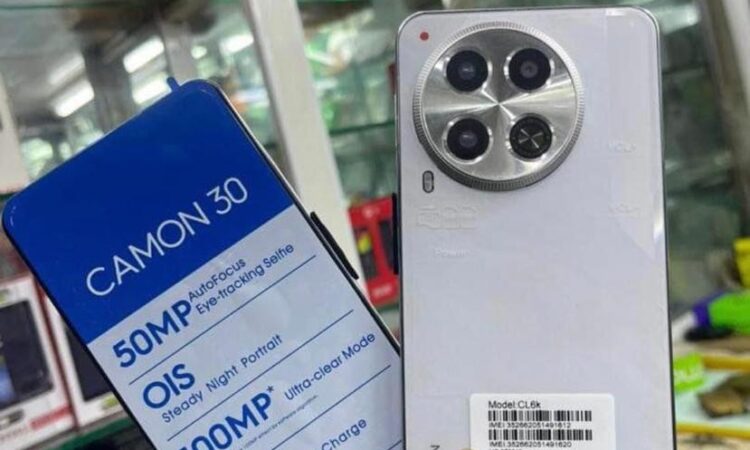 CAMON 30
50MP AutoFocus
Eye-tracking Selfie
OIS
Steady Night Portrait
100MP* Ultra-clear Mode
Charge
Model:CL6k
IMEI 352662051491612
IMEI 352662051491620